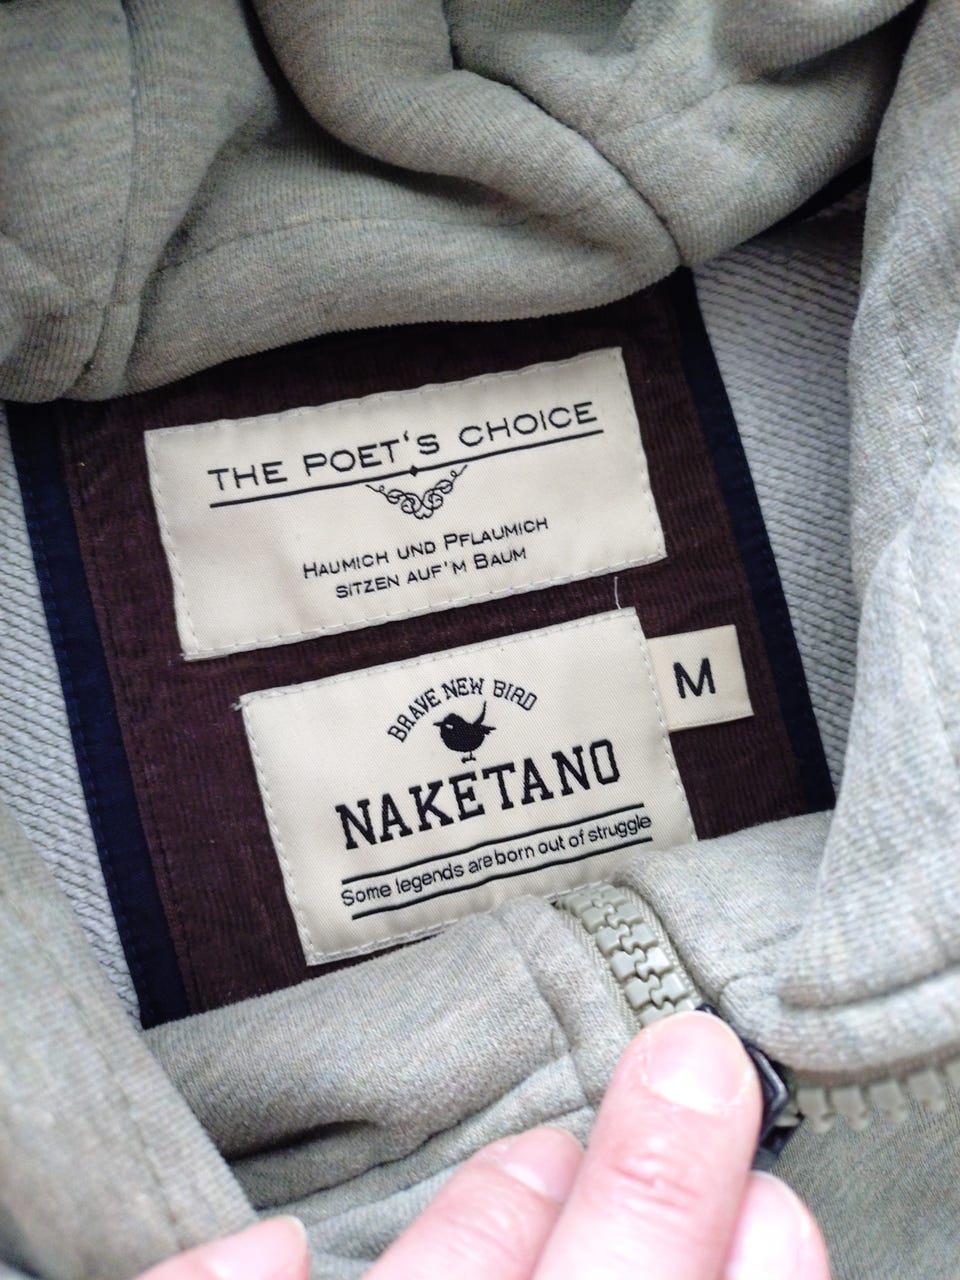 THE POET'S CHOICE
HAUMICH UND PFLAUMICH
SITZEN AUF'M BAUM
BRAVE NEW BIRD
M
NAKETANO
Some legends are born out of struggle